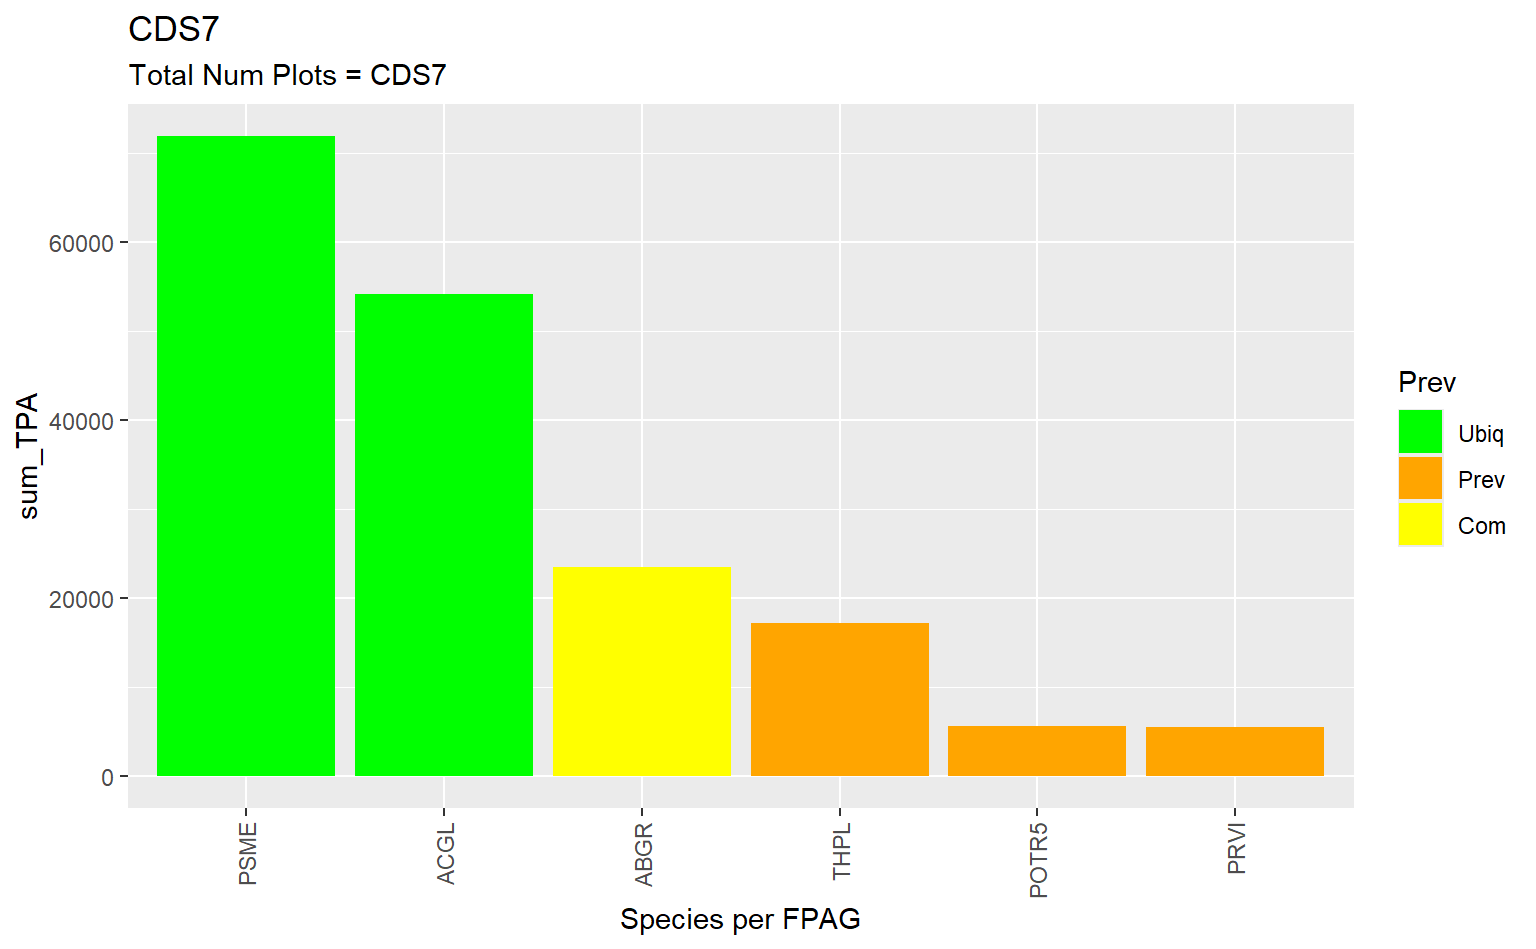 CDS7
Total Num Plots = CDS7
sum_TPA
60000
40000
20000
0
PSME
ACGL
ABGR
THPL
POTR5
PRVI
Species per FPAG
Prev
Ubiq
Prev
Com